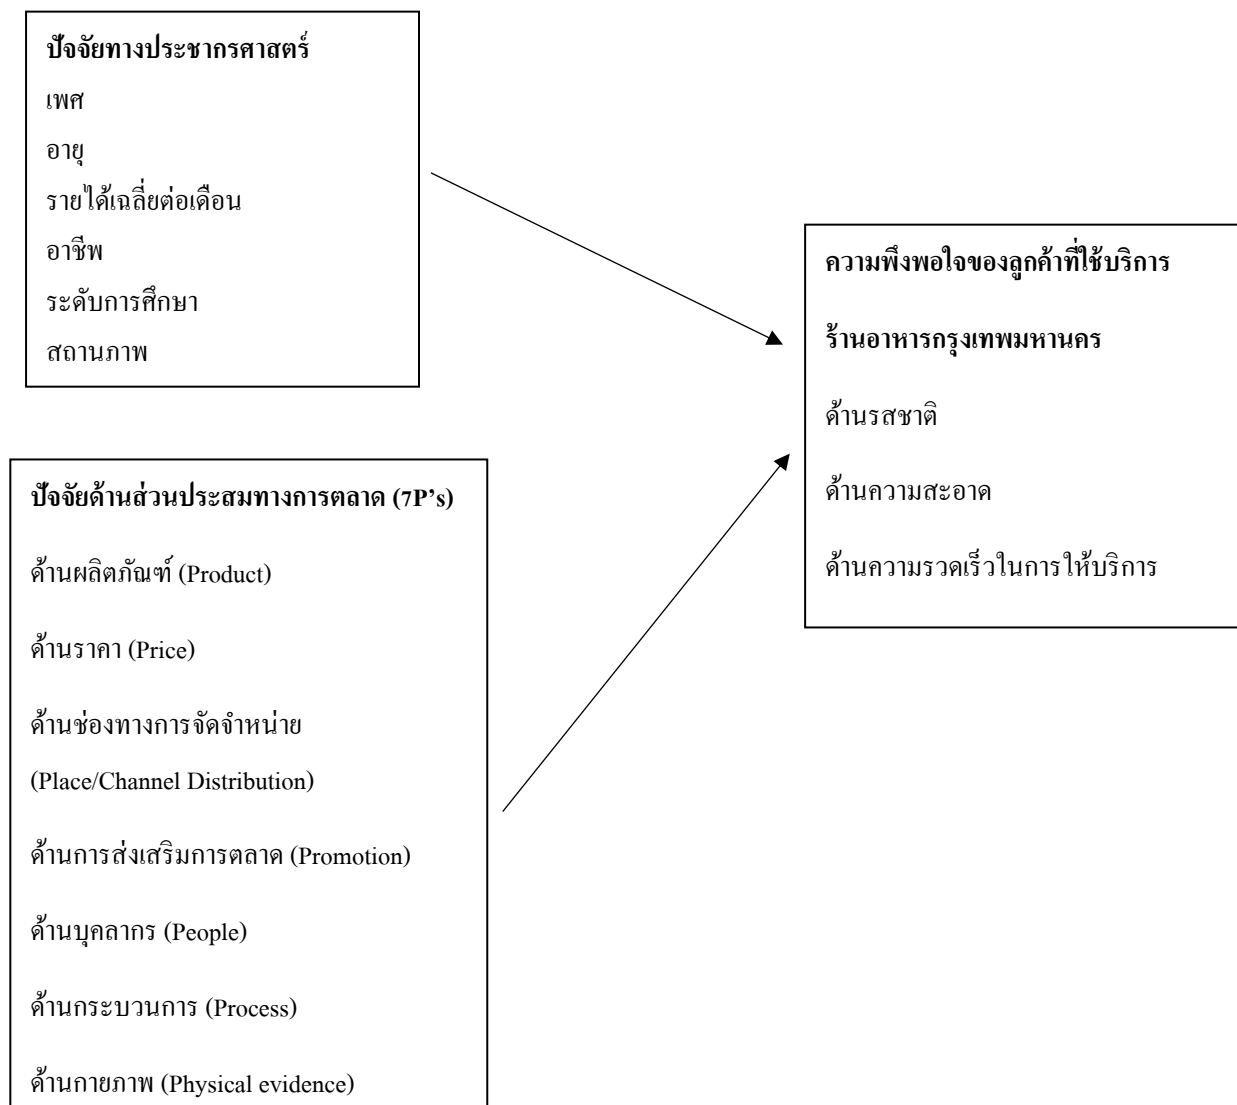 ปัจจัยทางประชากรศาสตร์
เพศ
อายุ
รายได้เฉลี่ยต่อเดือน
อาชีพ
ระดับการศึกษา
สถานภาพ
ปัจจัยด้านส่วนประสมทางการตลาด (7P’s)
ด้านผลิตภัณฑ์ (Product)
ด้านราคา (Price)
ด้านช่องทางการจัดจำหน่าย
(Place/Channel Distribution)
ด้านการส่งเสริมการตลาด (Promotion)
ด้านบุคลากร (People)
ด้านกระบวนการ (Process)
ด้านกายภาพ (Physical evidence)
ความพึงพอใจของลูกค้าที่ใช้บริการ
ร้านอาหารกรุงเทพมหานคร
ด้านรสชาติ
ด้านความสะอาด
ด้านความรวดเร็วในการให้บริการ